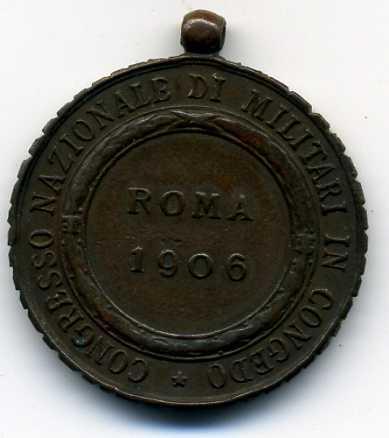 CONGRESSO NAZIONALE DI MILITARI IN CONGEDO
ROMA
1906